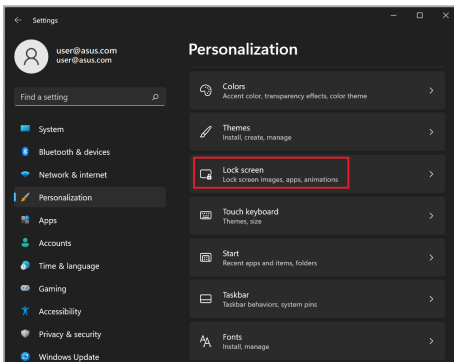 Settings
user@asus.com
user@asus.com
Find a setting
System
Bluetooth & devices
Network & internet
Personalization
Apps
Accounts
Time & language
Gaming
Accessibility
Privacy & security
Windows Update
Personalization
Colors
Accent color, transparency effects, color theme
Themes
Install, create, manage
Lock screen
Lock screen images, apps, animations
Touch keyboard
Themes, size
Start
Recent apps and items, folders
Taskbar
Taskbar behaviors, system pins
Fonts
Install, manage